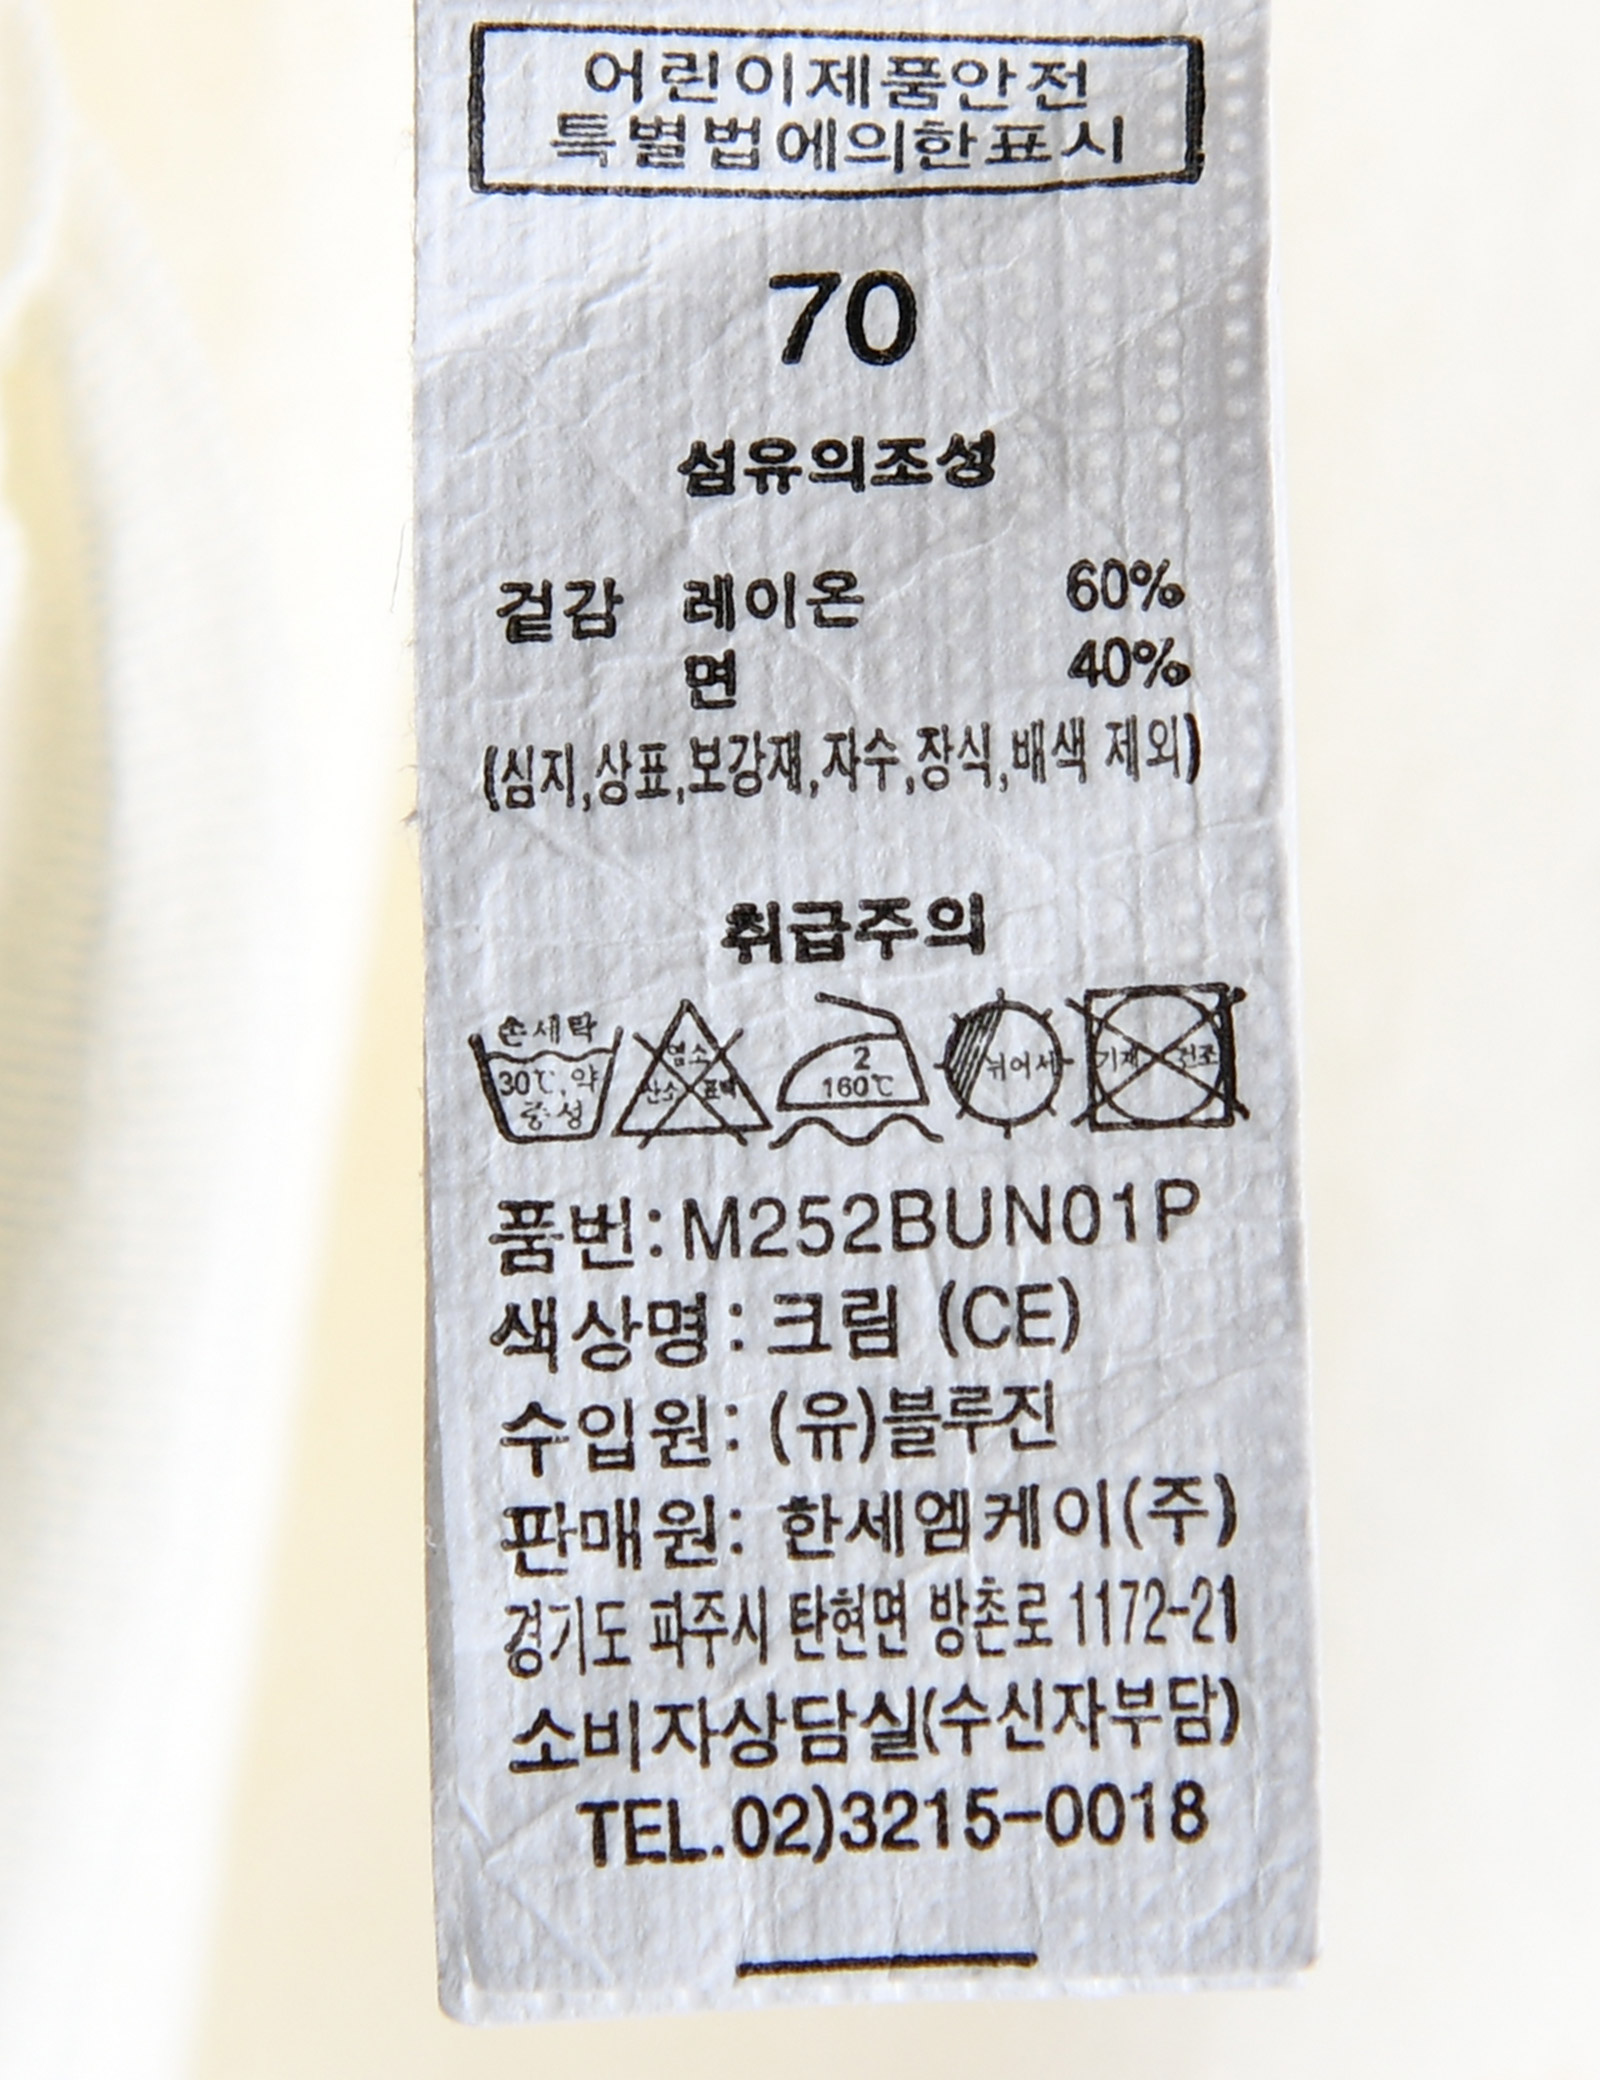 어린이제품안전
특별법에의한표시
70
섬유의조성
겉감 레이온 60%
면 40%
(심지,상표,보강재,자수,장식,배색 제외)
취급주의
손세탁
30℃,약
중성
염소
산소 표백
2
160℃
뉘어서
기계 건조
품번:M252BUN01P
색상명: 크림 (CE)
수입원: (유)블루진
판매원: 한세엠케이(주)
경기도 파주시 탄현면 방촌로 1172-21
소비자상담실(수신자부담)
TEL.02)3215-0018